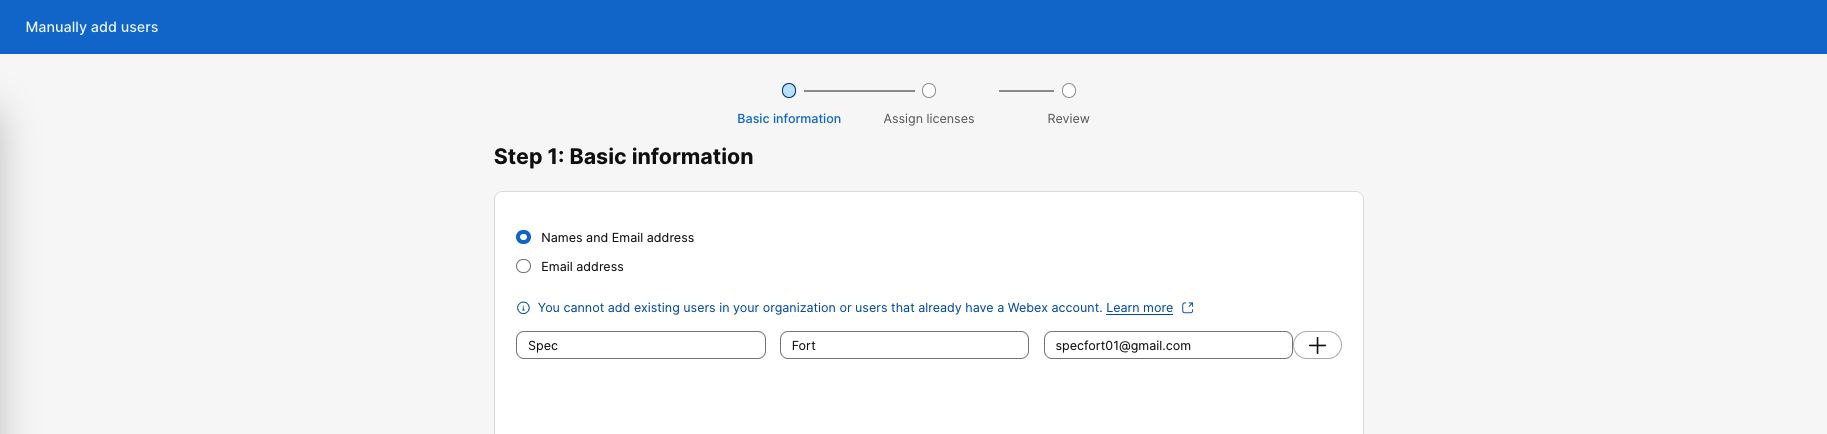 Manually add users
Basic information Assign licenses Review
Step 1: Basic information
Names and Email address
Email address
You cannot add existing users in your organization or users that already have a Webex account. Learn more
Spec Fort specfort01@gmail.com